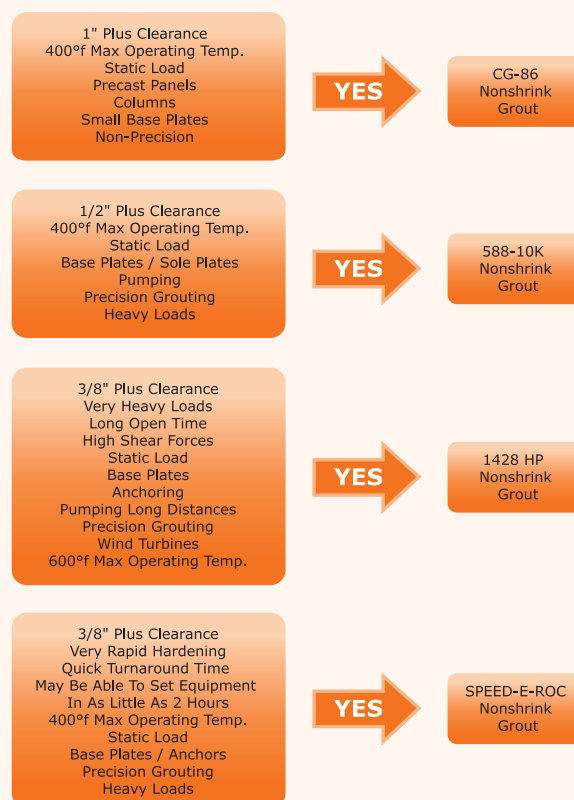 1" Plus Clearance
400°f Max Operating Temp.
Static Load
Precast Panels
Columns
Small Base Plates
Non-Precision
YES
CG-86
Nonshrink
Grout
1/2" Plus Clearance
400°f Max Operating Temp.
Static Load
Base Plates / Sole Plates
Pumping
Precision Grouting
Heavy Loads
YES
588-10K
Nonshrink
Grout
3/8" Plus Clearance
Very Heavy Loads
Long Open Time
High Shear Forces
Static Load
Base Plates
Anchoring
Pumping Long Distances
Precision Grouting
Wind Turbines
600°f Max Operating Temp.
YES
1428 HP
Nonshrink
Grout
3/8" Plus Clearance
Very Rapid Hardening
Quick Turnaround Time
May Be Able To Set Equipment
In As Little As 2 Hours
400°f Max Operating Temp.
Static Load
Base Plates / Anchors
Precision Grouting
Heavy Loads
YES
SPEED-E-ROC
Nonshrink
Grout